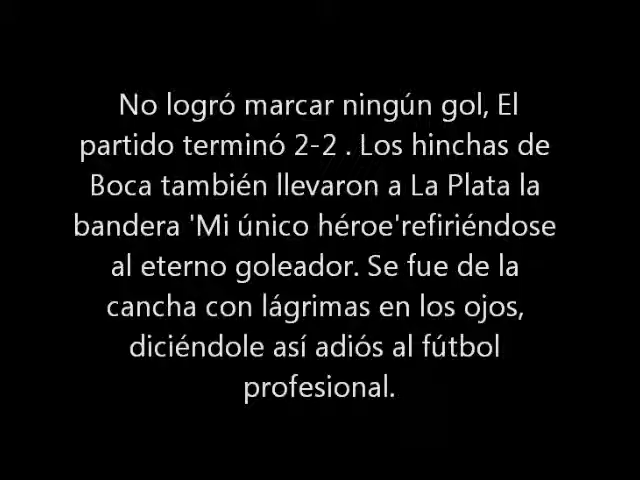 No logró marcar ningún gol, El
partido terminó 2-2 . Los hinchas de
Boca también llevaron a La Plata la
bandera 'Mi único héroe'refiriéndose
al eterno goleador. Se fue de la
cancha con lágrimas en los ojos,
diciéndole así adiós al fútbol
profesional.